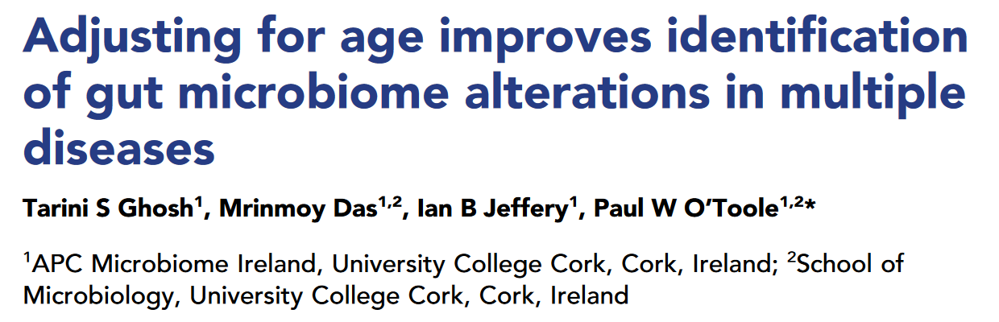 Adjusting for age improves identification
of gut microbiome alterations in multiple
diseases
Tarini S Ghosh¹, Mrinmoy Das¹,², Ian B Jeffery¹, Paul W O’Toole¹,²*
¹APC Microbiome Ireland, University College Cork, Cork, Ireland; ²School of
Microbiology, University College Cork, Cork, Ireland